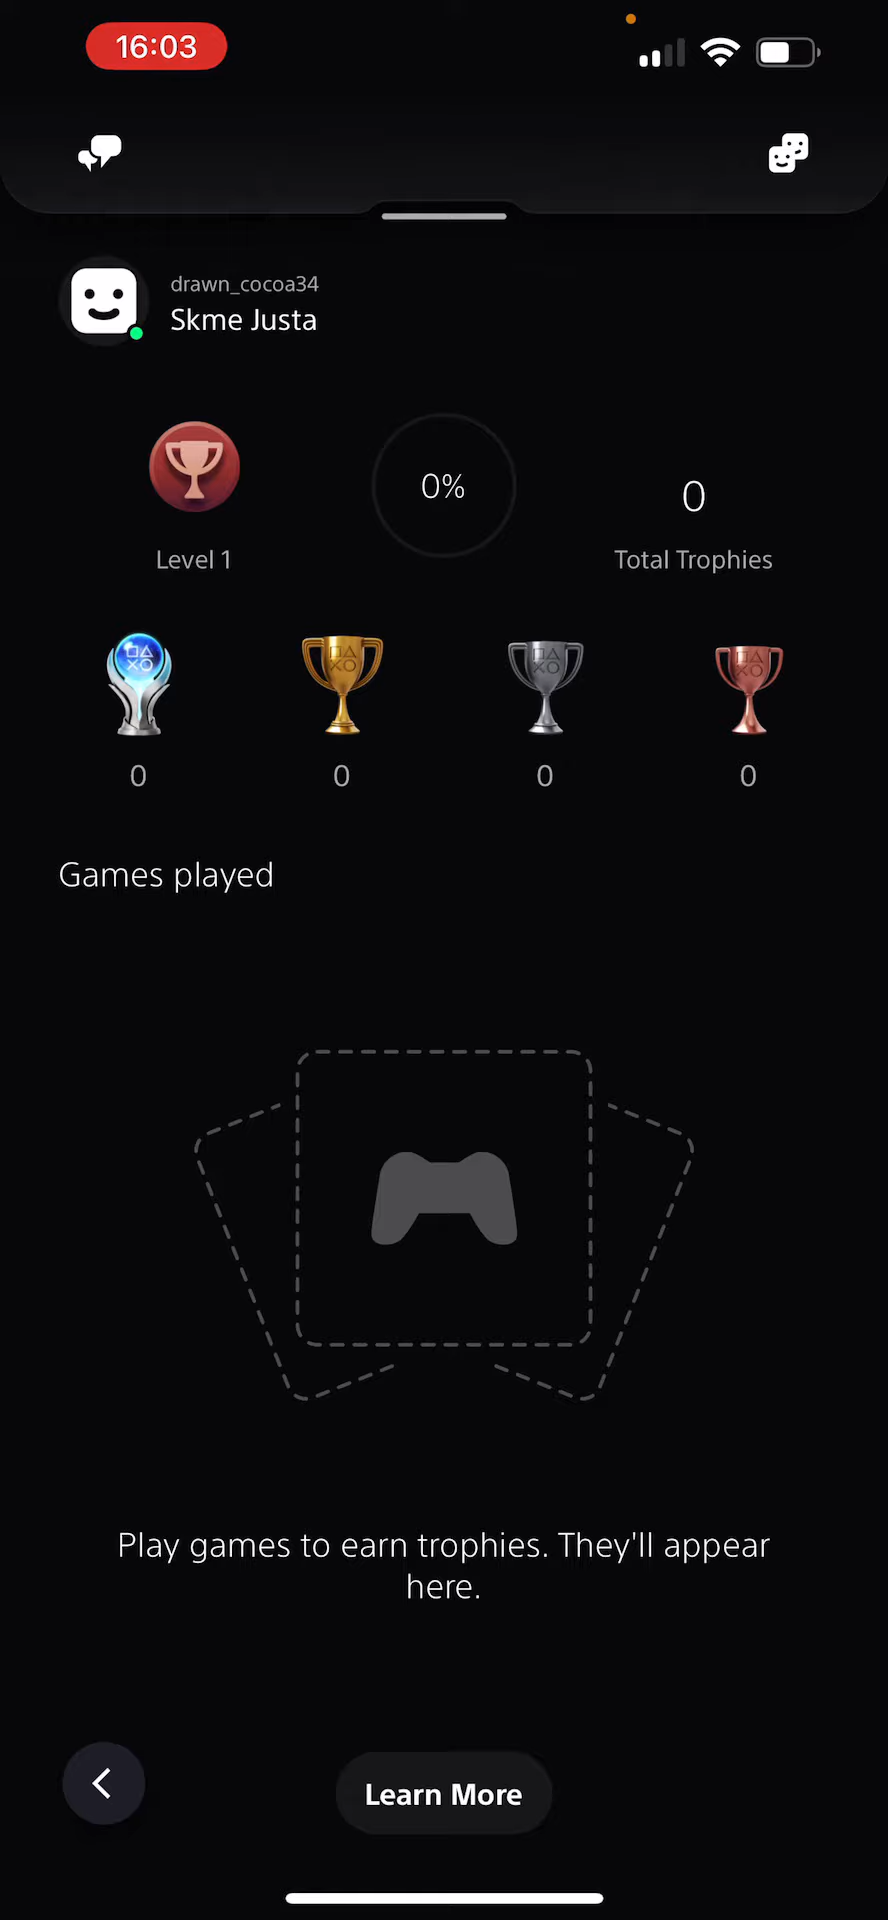 16:03
drawn_cocoa34
Skme Justa
0%
0
Level 1
Total Trophies
0
0
0
0
Games played
Play games to earn trophies. They'll appear
here.
Learn More